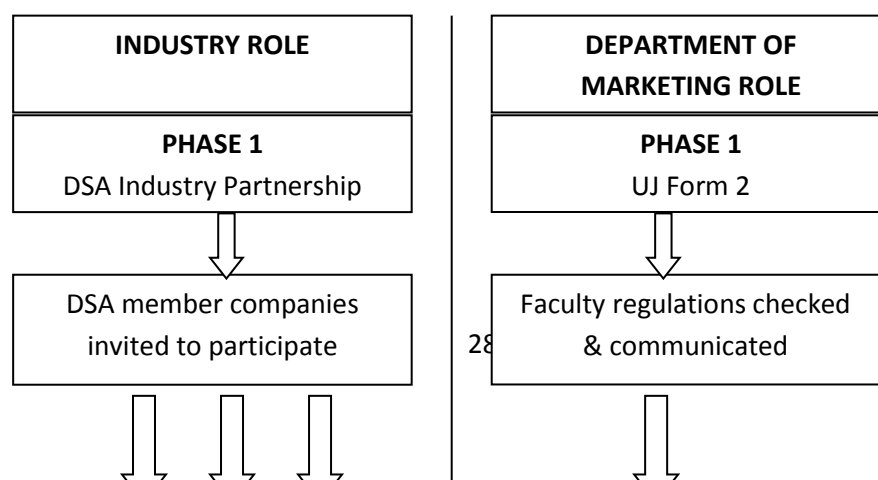 INDUSTRY ROLE
PHASE 1
DSA Industry Partnership
DSA member companies
invited to participate
DEPARTMENT OF
MARKETING ROLE
PHASE 1
UJ Form 2
Faculty regulations checked
& communicated
28